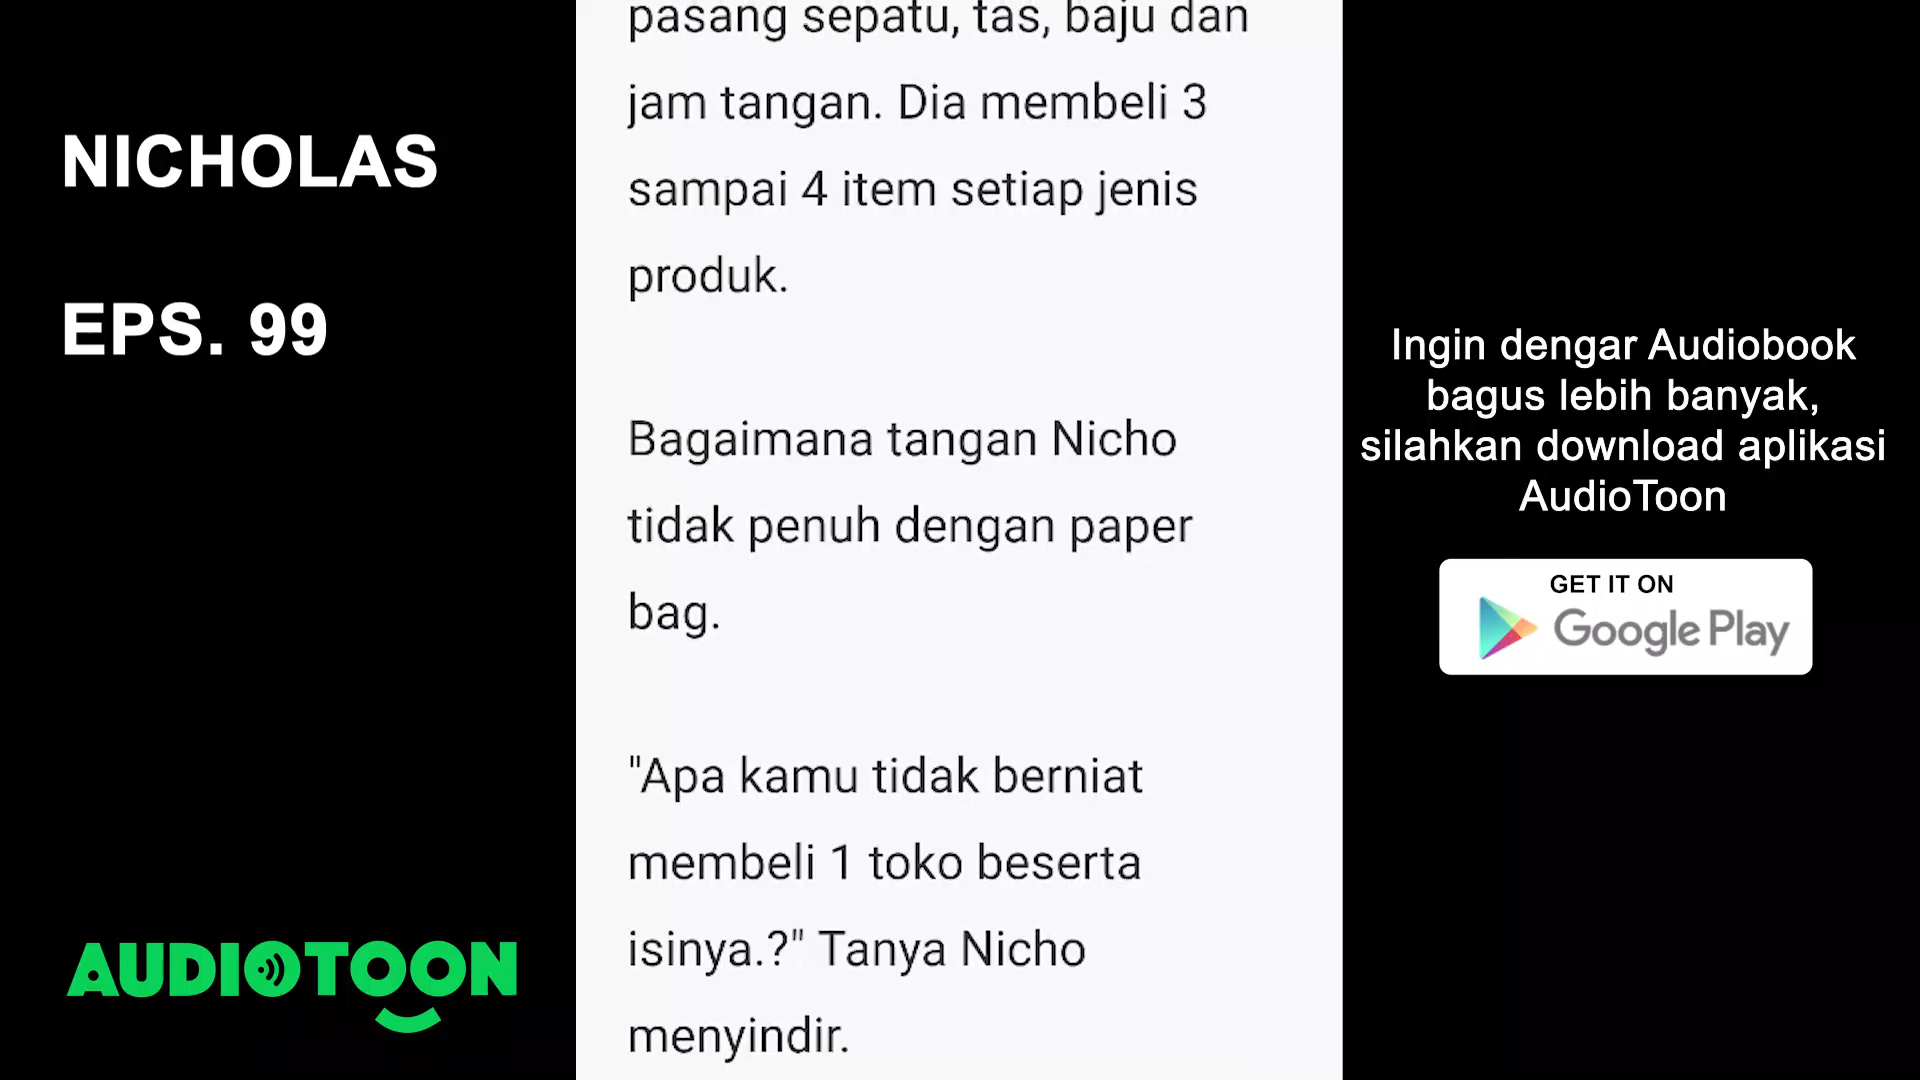 NICHOLAS
EPS. 99
AUDIOTOON
pasang sepatu, tas, baju dan
jam tangan. Dia membeli 3
sampai 4 item setiap jenis
produk.
Bagaimana tangan Nicho
tidak penuh dengan paper
bag.
"Apa kamu tidak berniat
membeli 1 toko beserta
isinya.?" Tanya Nicho
menyindir.
Ingin dengar Audiobook
bagus lebih banyak,
silahkan download aplikasi
AudioToon
GET IT ON
Google Play